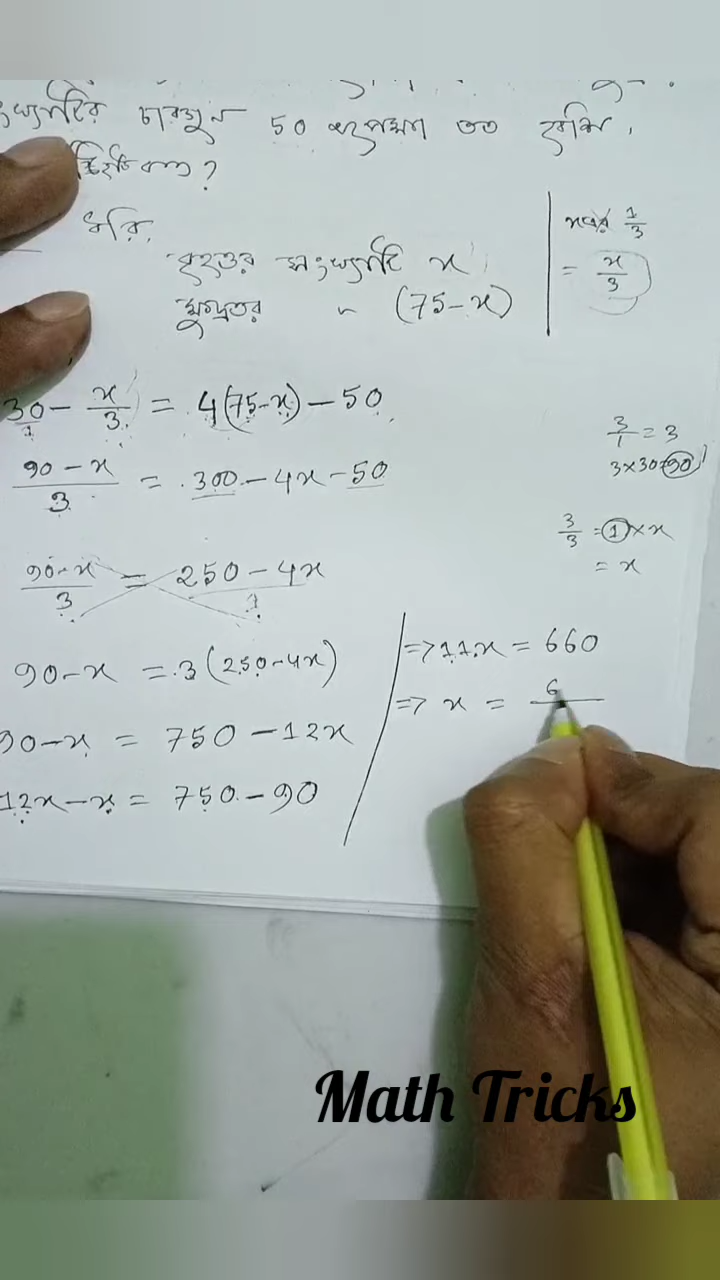 চারগুন 50 অপেক্ষা তত বেশি,
ধরি,
বৃহত্তর সংখ্যাটি x
ক্ষুদ্রতর " (75-x)
x এর 1/3
= x/3
30 - x/3 = 4(75-x) - 50
(90-x)/3 = 300 - 4x - 50
3/1 = 3
3×30=90
3/3 = 1×x
= x
(90-x)/3 = 250-4x/1
90-x = 3(250-4x)
90-x = 750-12x
12x-x = 750-90
=> 11x = 660
=> x = 6
Math Tricks